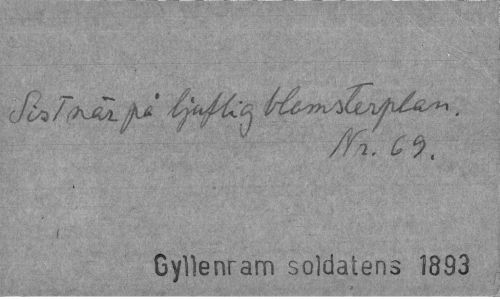 Sist när på ljuflig blomsterplan.
Nr. 69.
Gyllenram soldatens 1893